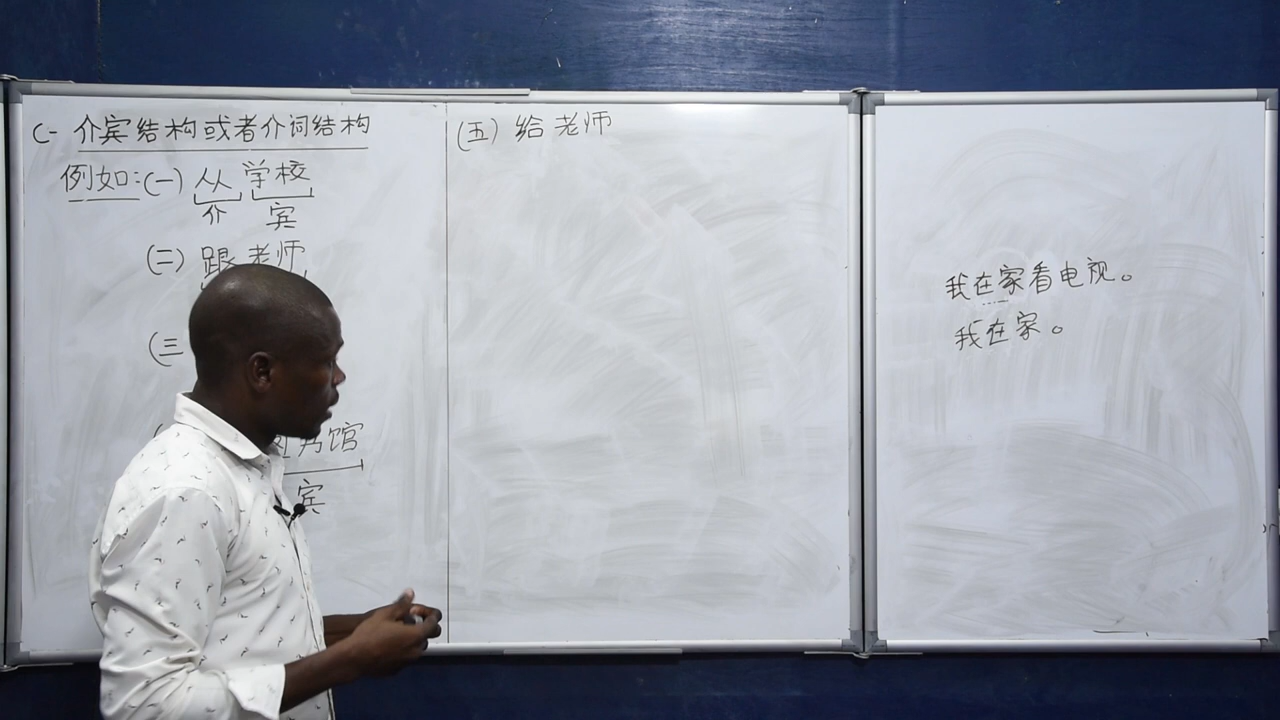 C- 介宾结构或者介词结构
例如:(一) 从 学校
介 宾
(二) 跟老师
(三
馆
宾
(五) 给老师
我在家看电视。
我在家。